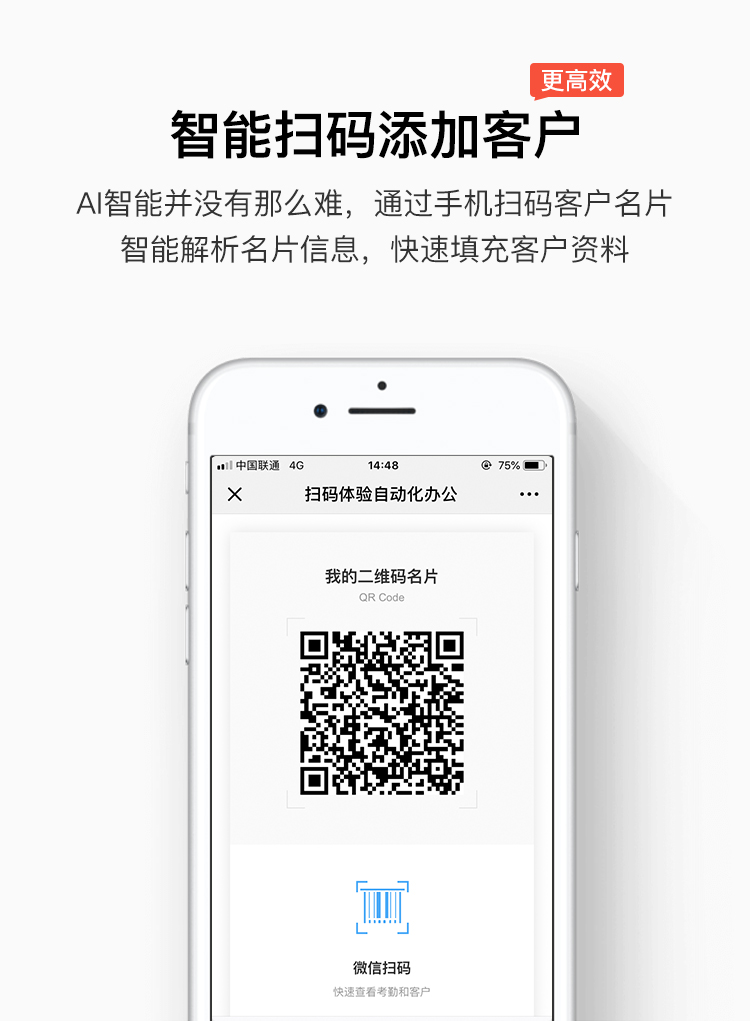 更高效
智能扫码添加客户
AI智能并没有那么难，通过手机扫码客户名片
智能解析名片信息，快速填充客户资料
中国联通 4G 14:48 75%
扫码体验自动化办公
我的二维码名片
QR Code
微信扫码
快速查看考勤和客户